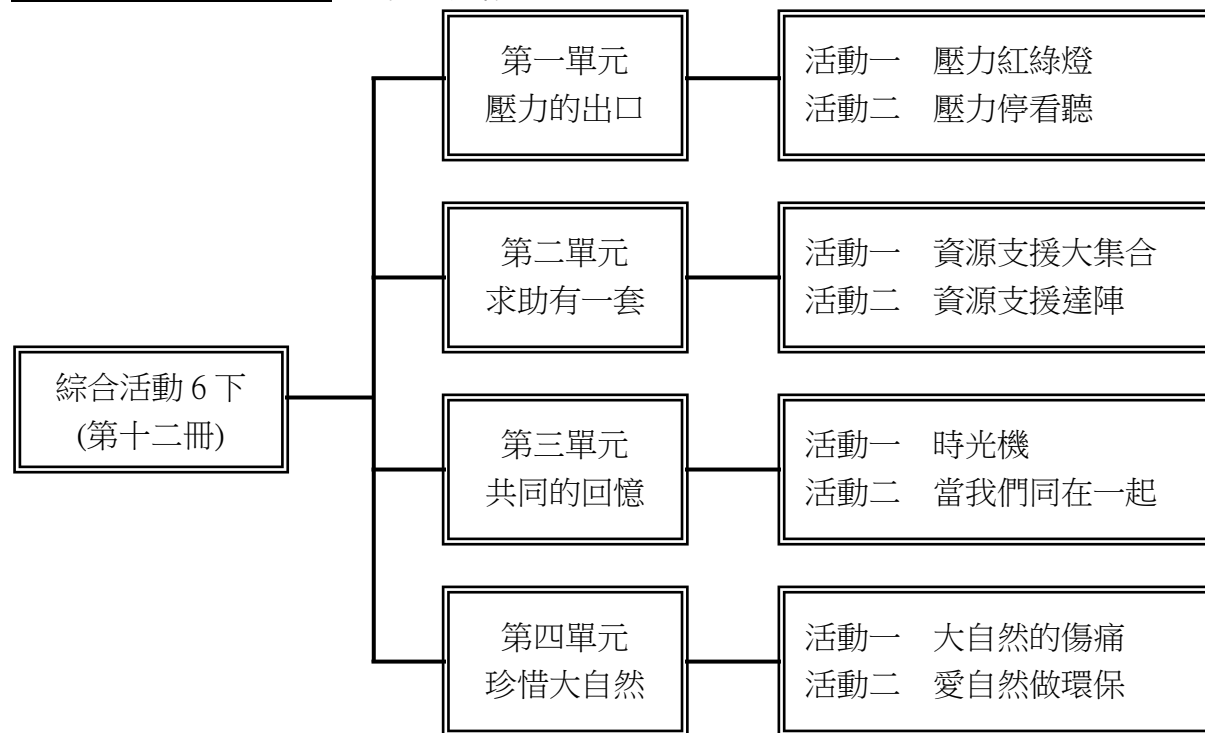 第一單元
壓力的出口
活動一　壓力紅綠燈
活動二　壓力停看聽
第二單元
求助有一套
活動一　資源支援大集合
活動二　資源支援達陣
綜合活動 6 下
(第十二冊)
第三單元
共同的回憶
活動一　時光機
活動二　當我們同在一起
第四單元
珍惜大自然
活動一　大自然的傷痛
活動二　愛自然做環保